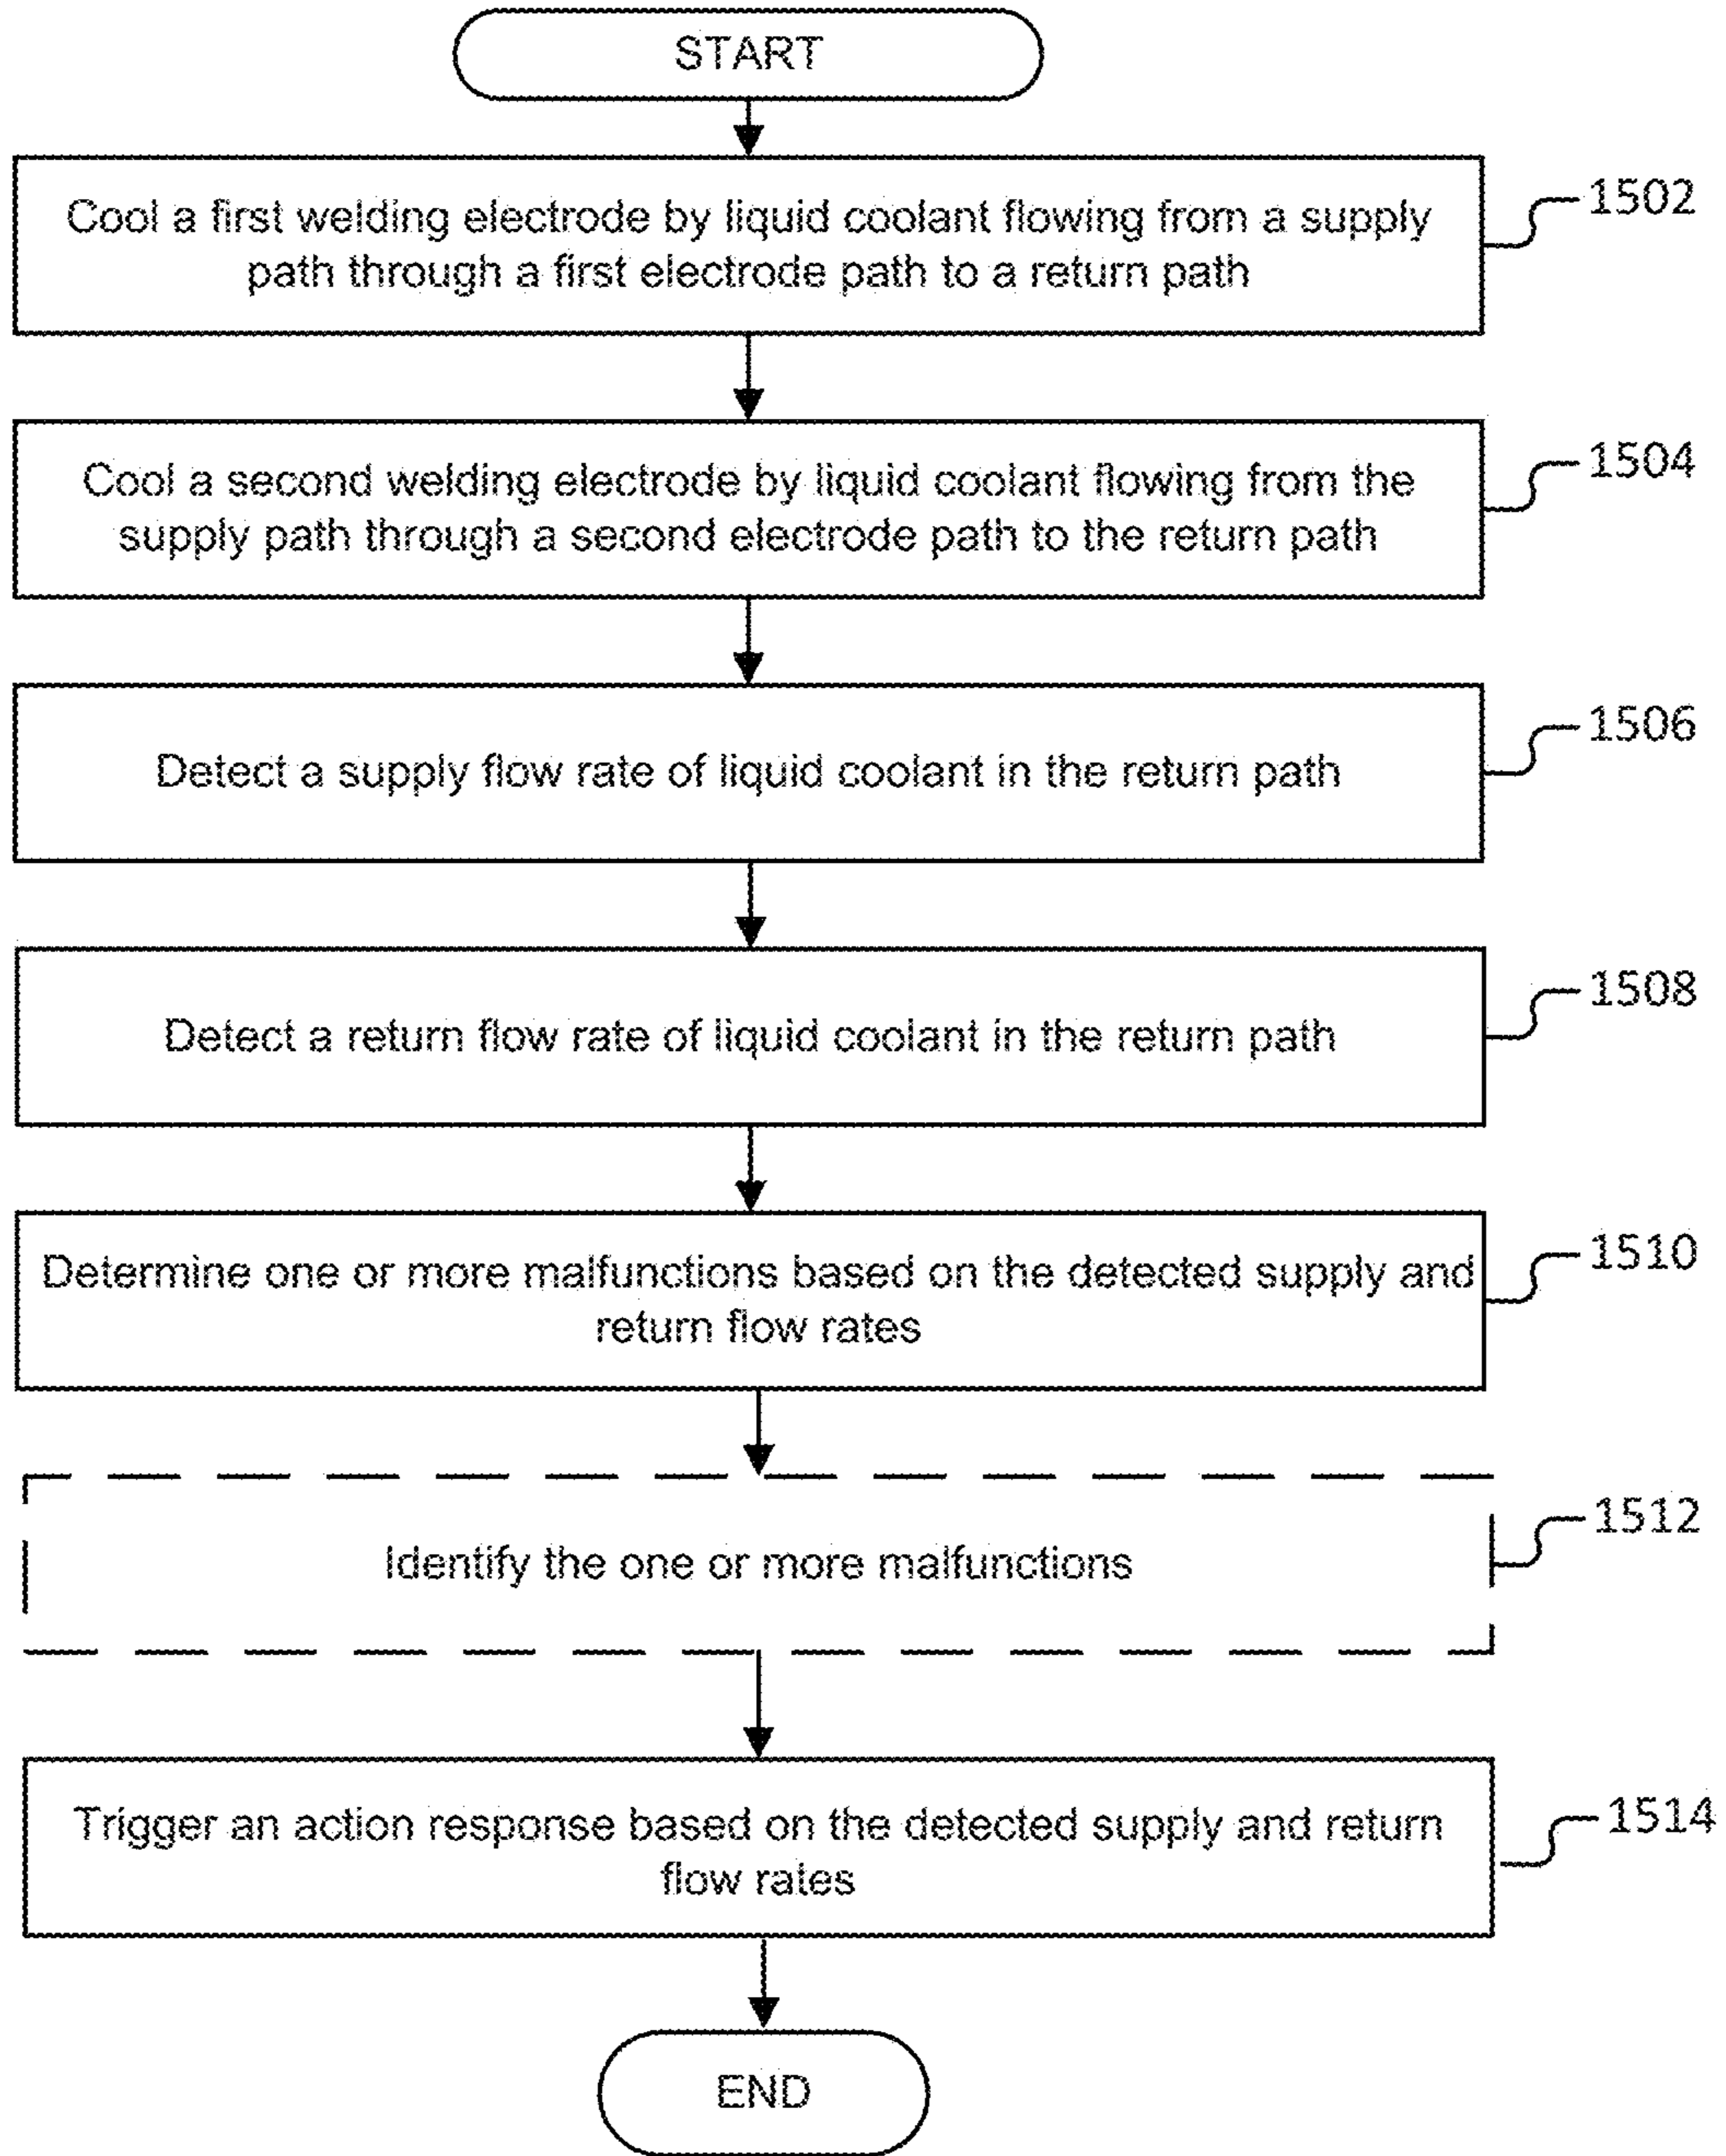 START
Cool a first welding electrode by liquid coolant flowing from a supply
path through a first electrode path to a return path
1502
Cool a second welding electrode by liquid coolant flowing from the
supply path through a second electrode path to the return path
1504
Detect a supply flow rate of liquid coolant in the return path
1506
Detect a return flow rate of liquid coolant in the return path
1508
Determine one or more malfunctions based on the detected supply and
return flow rates
1510
Identify the one or more malfunctions
1512
Trigger an action response based on the detected supply and return
flow rates
1514
END